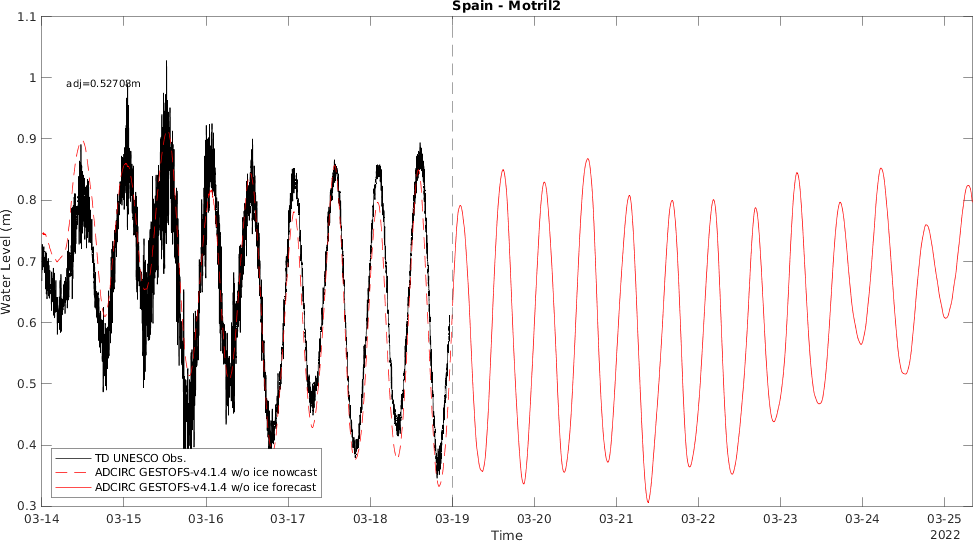 Spain - Motril2
1.1
1
0.9
0.8
0.7
0.6
0.5
0.4
0.3
Water Level (m)
adj=0.52708m
TD UNESCO Obs.
ADCIRC GESTOFS-v4.1.4 w/o ice nowcast
ADCIRC GESTOFS-v4.1.4 w/o ice forecast
03-14 03-15 03-16 03-17 03-18 03-19 03-20 03-21 03-22 03-23 03-24 03-25
Time
2022